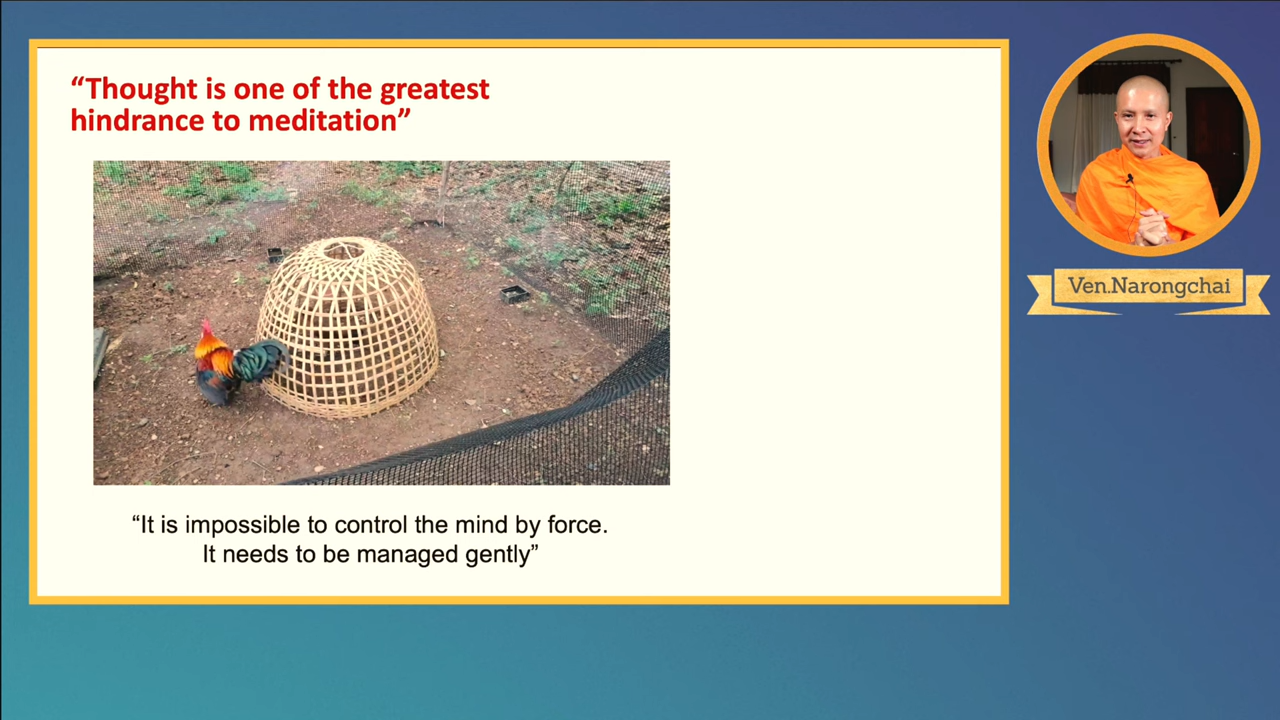 “Thought is one of the greatest
hindrance to meditation”
Ven.Narongchai
“It is impossible to control the mind by force.
It needs to be managed gently”